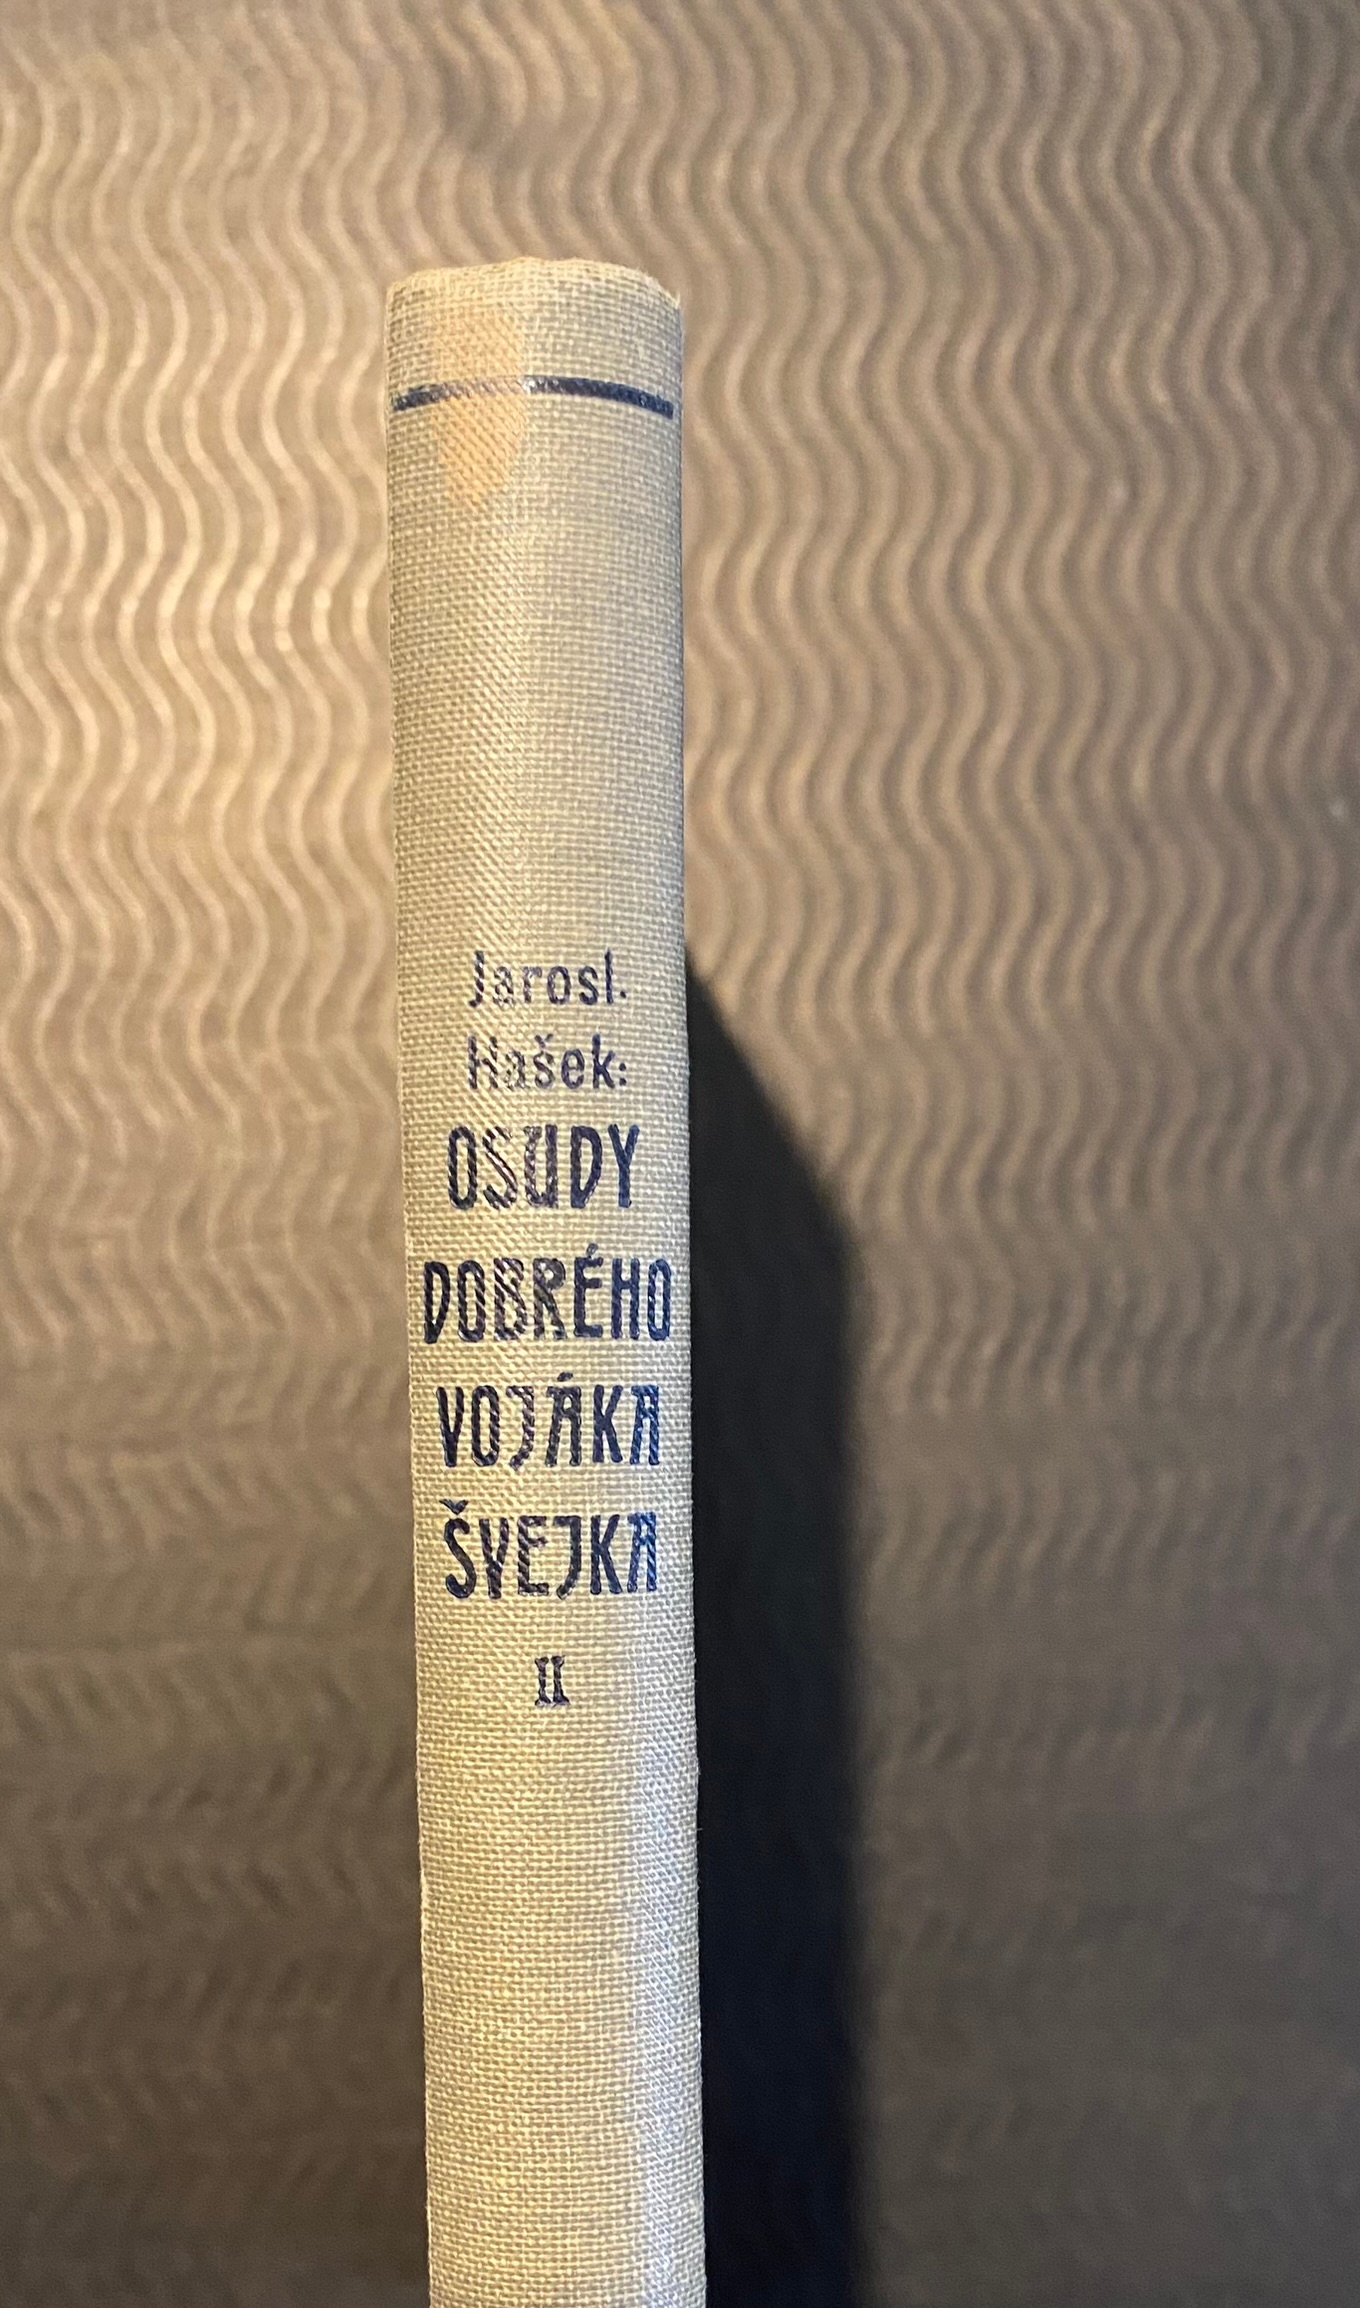 Jarosl.
Hašek:
OSUDY
DOBRÉHO
VOJÁKA
ŠVEJKA
II